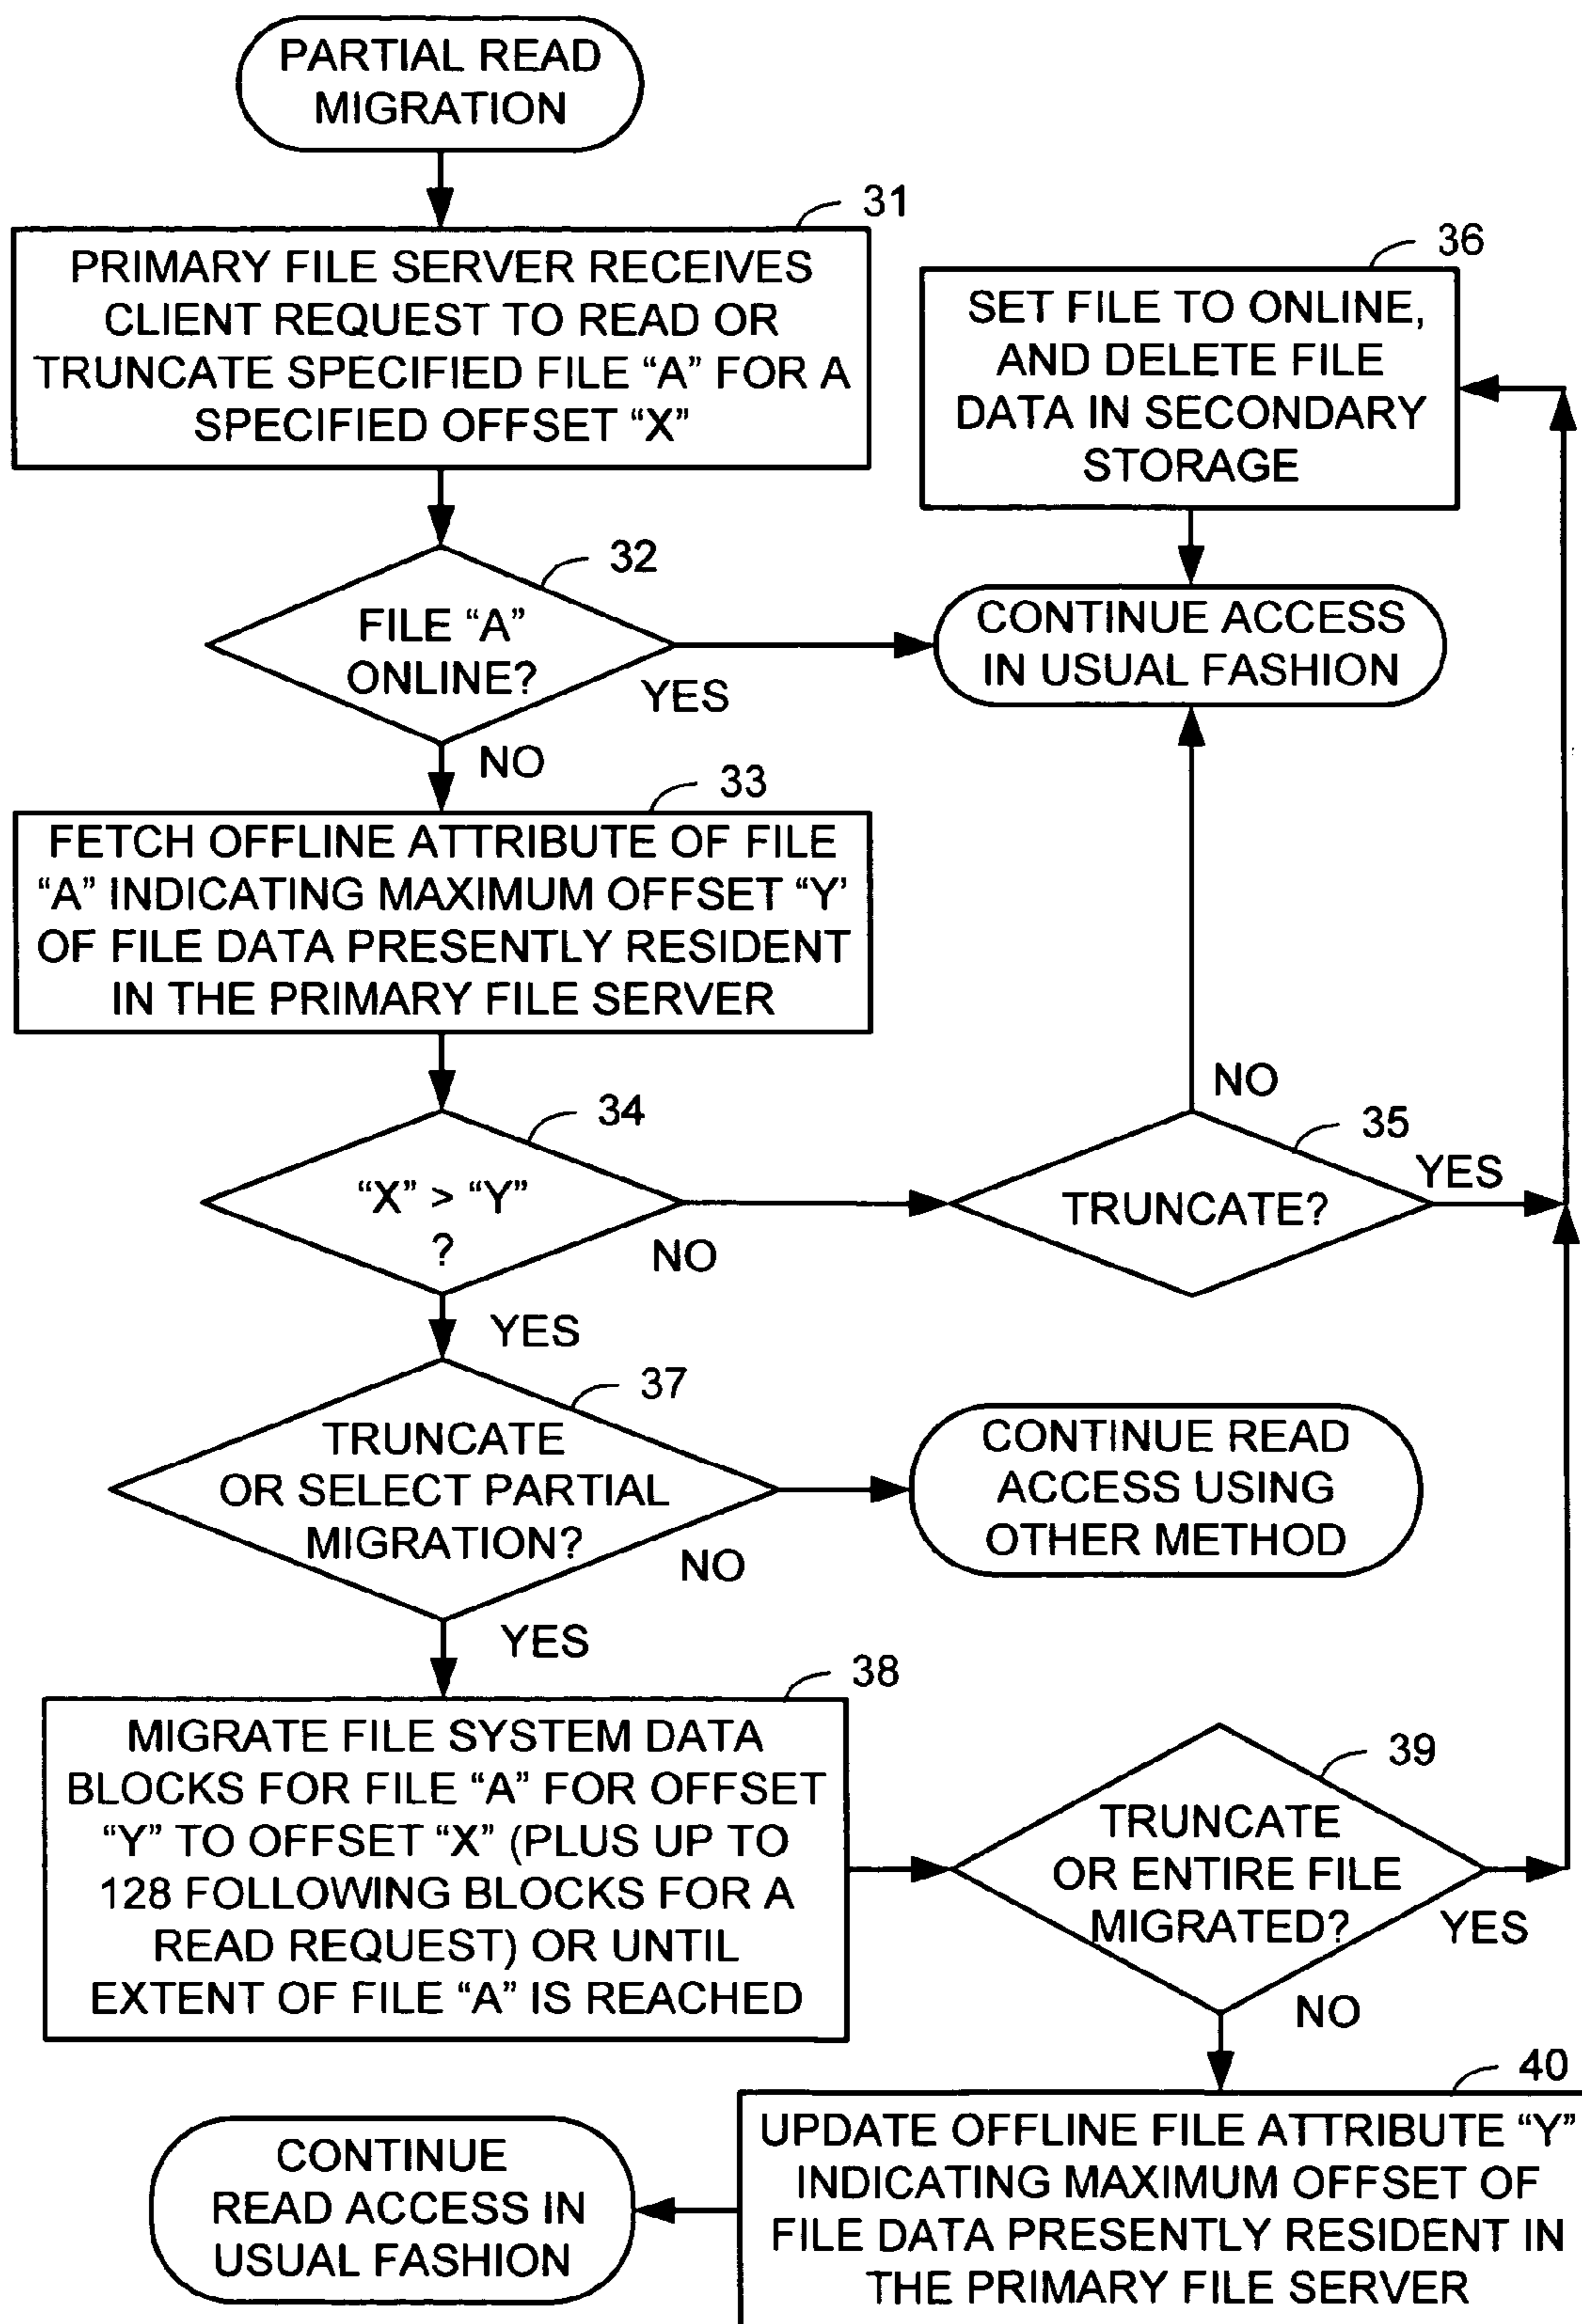 PARTIAL READ
MIGRATION
31
PRIMARY FILE SERVER RECEIVES
CLIENT REQUEST TO READ OR
TRUNCATE SPECIFIED FILE “A” FOR A
SPECIFIED OFFSET “X”
36
SET FILE TO ONLINE,
AND DELETE FILE
DATA IN SECONDARY
STORAGE
32
FILE “A”
ONLINE?
YES
NO
CONTINUE ACCESS
IN USUAL FASHION
33
FETCH OFFLINE ATTRIBUTE OF FILE
“A” INDICATING MAXIMUM OFFSET “Y'
OF FILE DATA PRESENTLY RESIDENT
IN THE PRIMARY FILE SERVER
34
“X” > “Y”
?
NO
YES
NO
35
TRUNCATE?
YES
37
TRUNCATE
OR SELECT PARTIAL
MIGRATION?
NO
YES
CONTINUE READ
ACCESS USING
OTHER METHOD
38
MIGRATE FILE SYSTEM DATA
BLOCKS FOR FILE “A” FOR OFFSET
“Y” TO OFFSET “X” (PLUS UP TO
128 FOLLOWING BLOCKS FOR A
READ REQUEST) OR UNTIL
EXTENT OF FILE “A” IS REACHED
39
TRUNCATE
OR ENTIRE FILE
MIGRATED?
YES
NO
40
UPDATE OFFLINE FILE ATTRIBUTE “Y”
INDICATING MAXIMUM OFFSET OF
FILE DATA PRESENTLY RESIDENT IN
THE PRIMARY FILE SERVER
CONTINUE
READ ACCESS IN
USUAL FASHION